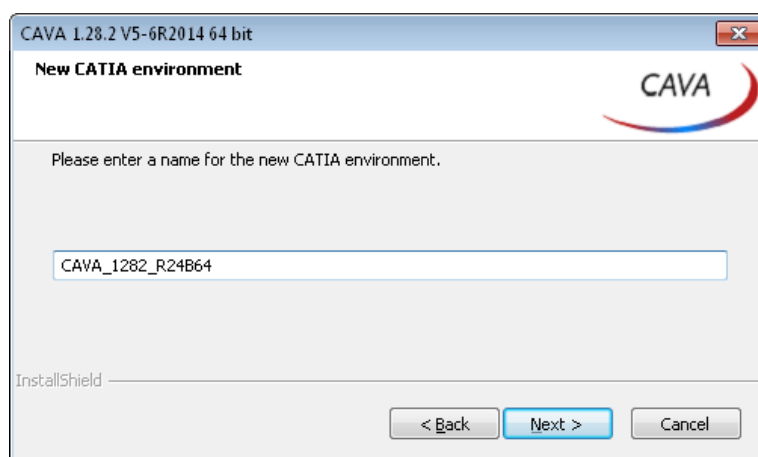 CAVA 1.28.2 V5-6R2014 64 bit
New CATIA environment
CAVA
Please enter a name for the new CATIA environment.
CAVA_1282_R24B64
InstallShield
< Back
Next >
Cancel